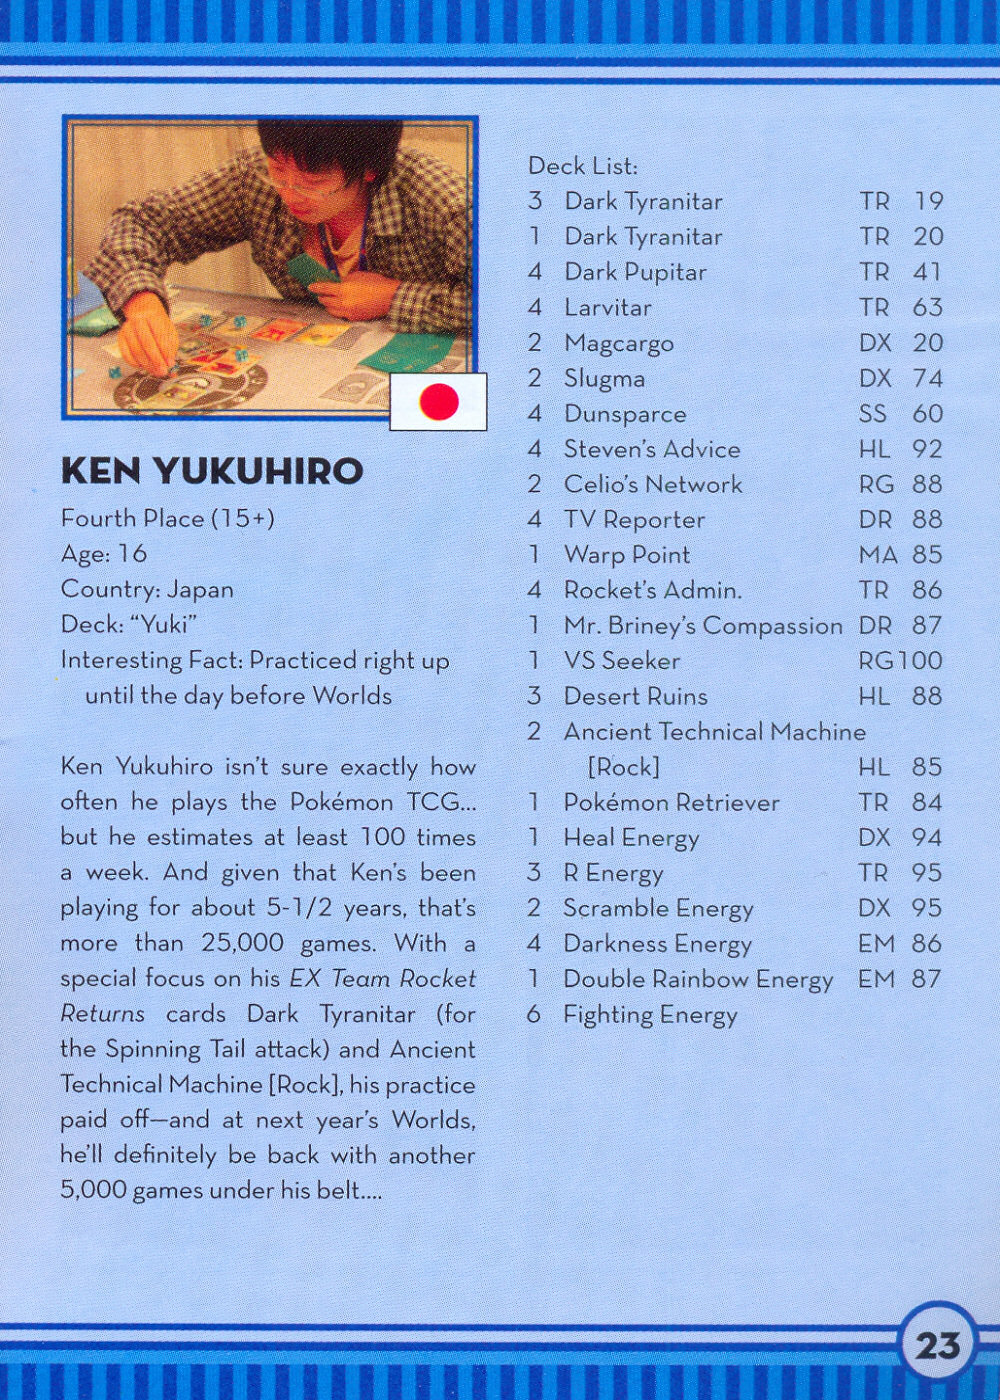 KEN YUKUHIRO
Fourth Place (15+)
Age: 16
Country: Japan
Deck: “Yuki”
Interesting Fact: Practiced right up
until the day before Worlds
Ken Yukuhiro isn’t sure exactly how
often he plays the Pokémon TCG...
but he estimates at least 100 times
a week. And given that Ken’s been
playing for about 5-1/2 years, that’s
more than 25,000 games. With a
special focus on his EX Team Rocket
Returns cards Dark Tyranitar (for
the Spinning Tail attack) and Ancient
Technical Machine [Rock], his practice
paid off—and at next year’s Worlds,
he’ll definitely be back with another
5,000 games under his belt....
Deck List:
3 Dark Tyranitar TR 19
1 Dark Tyranitar TR 20
4 Dark Pupitar TR 41
4 Larvitar TR 63
2 Magcargo DX 20
2 Slugma DX 74
4 Dunsparce SS 60
4 Steven’s Advice HL 92
2 Celio’s Network RG 88
4 TV Reporter DR 88
1 Warp Point MA 85
4 Rocket’s Admin. TR 86
1 Mr. Briney’s Compassion DR 87
1 VS Seeker RG100
3 Desert Ruins HL 88
2 Ancient Technical Machine
[Rock] HL 85
1 Pokémon Retriever TR 84
1 Heal Energy DX 94
3 R Energy TR 95
2 Scramble Energy DX 95
4 Darkness Energy EM 86
1 Double Rainbow Energy EM 87
6 Fighting Energy
23